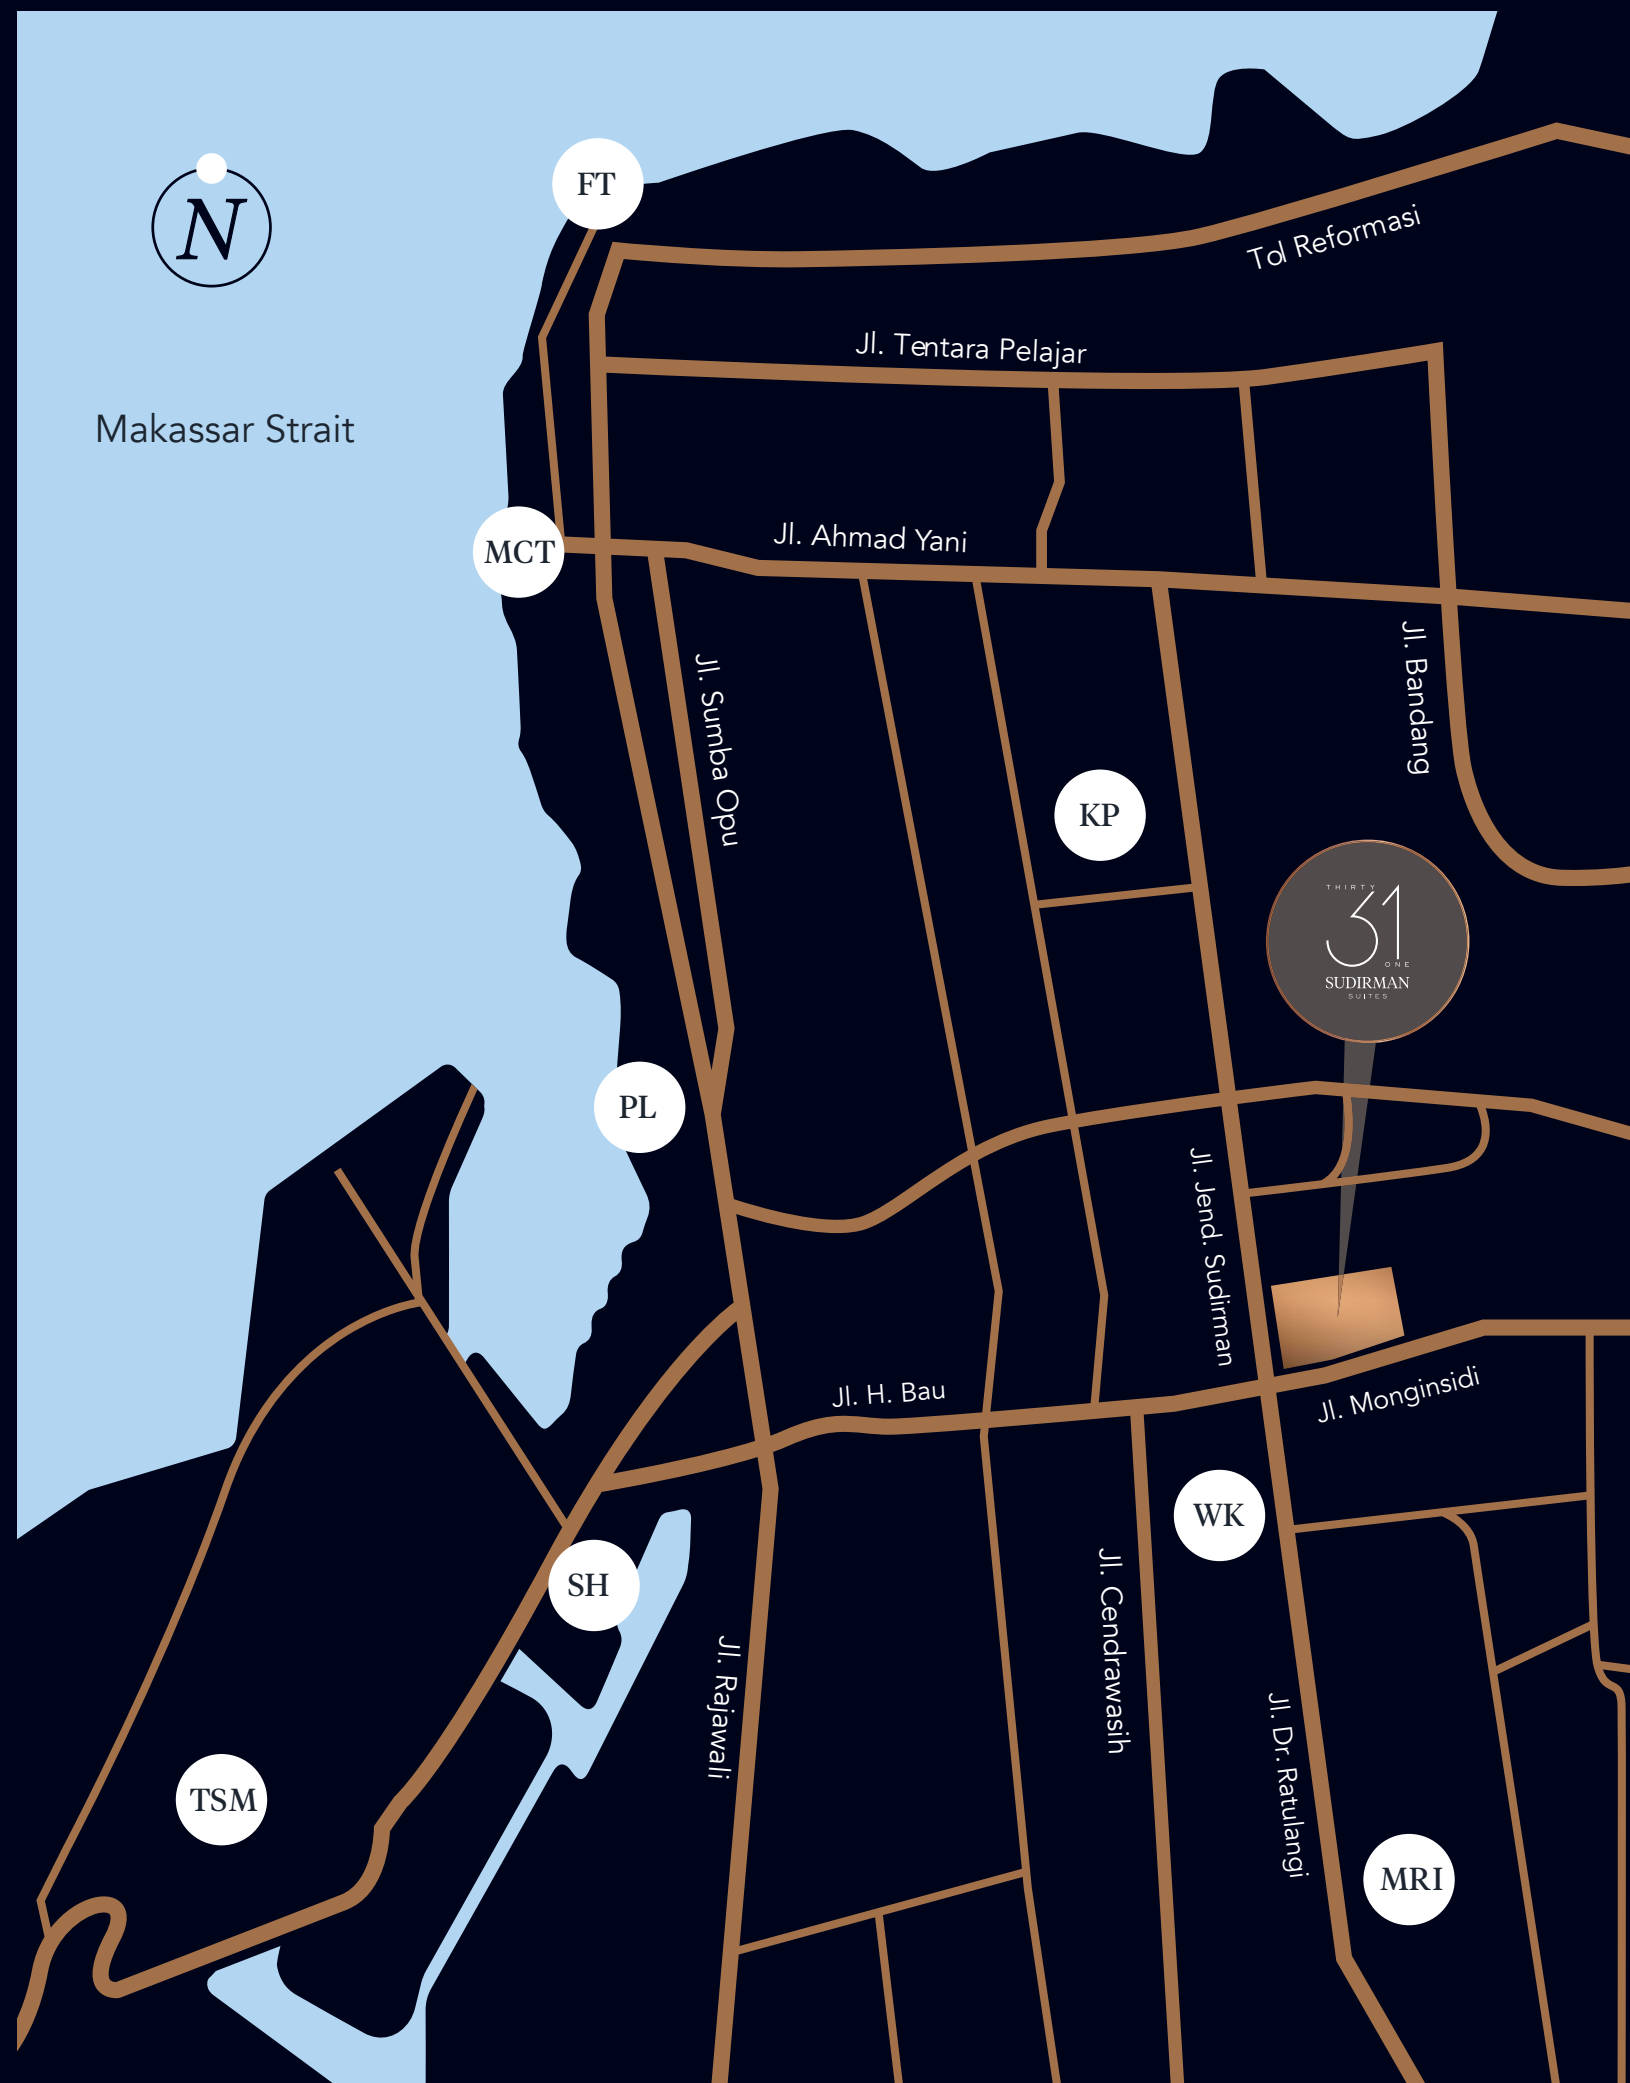 FT
N
Tol Reformasi
Jl. Tentara Pelajar
Makassar Strait
Jl. Ahmad Yani
MCT
Jl. Sumba Opu
Jl. Bandang
KP
THIRTY
31
ONE
SUDIRMAN
SUITES
PL
Jl. Jend. Sudirman
Jl. H. Bau
Jl. Monginsidi
WK
SH
Jl. Cendrawasih
Jl. Rajawali
Jl. Dr. Ratulangi
TSM
MRI